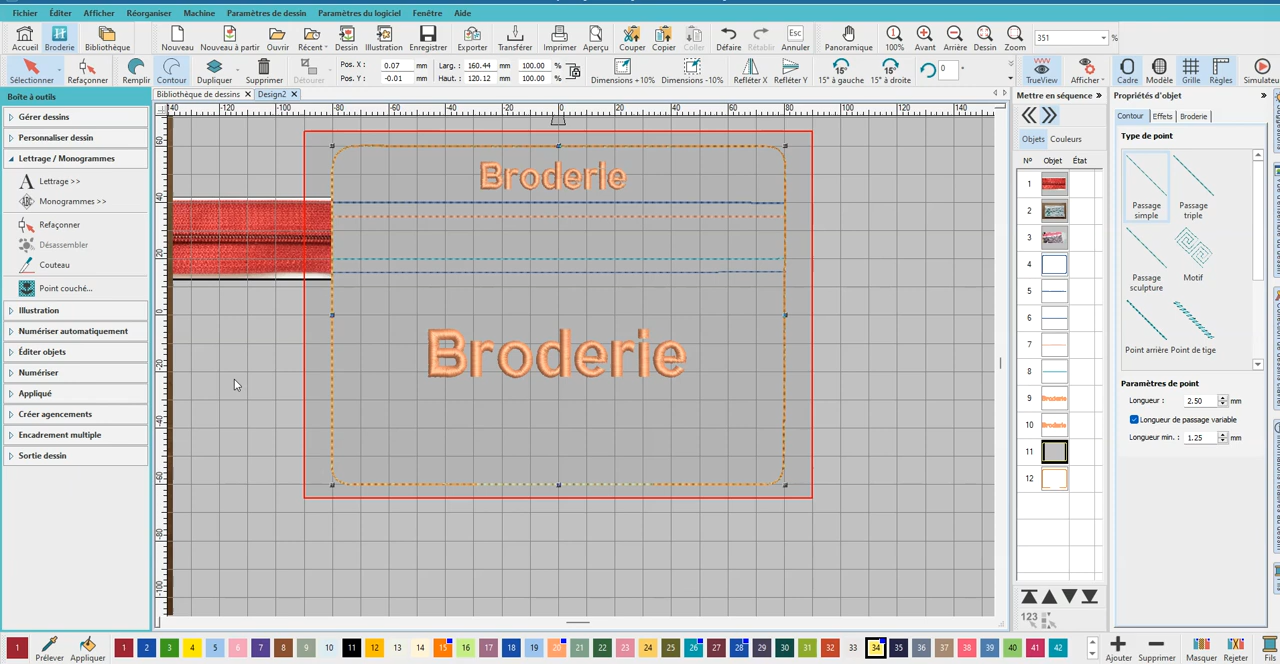 Fichier Éditer Afficher Réorganiser Machine Paramètres de dessin Paramètres du logiciel Fenêtre Aide
Accueil Broderie Bibliothèque Nouveau Nouveau à partir Ouvrir Récent Dessin Illustration Enregistrer Exporter Transférer Imprimer Aperçu Couper Copier Coller Défaire Rétablir Esc Annuler Panoramique 100% Avant Arrière Dessin Zoom 351 %
Sélectionner Refaçonner Remplir Contour Dupliquer Supprimer Détourer Pos. X : 0.07 mm Larg. : 160.44 mm 100.00 %
Pos. Y : -0.01 mm Haut. : 120.12 mm 100.00 %
Dimensions +10% Dimensions -10% Refléter X Refléter Y 15° à gauche 15° à droite 0 ° TrueView Afficher Cadre Modèle Grille Règles Simulateu
Boîte à outils
Bibliothèque de dessins Design2
Gérer dessins
Personnaliser dessin
Lettrage / Monogrammes
Lettrage >>
Monogrammes >>
Refaçonner
Désassembler
Couteau
Point couché...
Illustration
Numériser automatiquement
Éditer objets
Numériser
Appliqué
Créer agencements
Encadrement multiple
Sortie dessin
Broderie
Broderie
Mettre en séquence
Objets Couleurs
Nº Objet État
1
2
3
4
5
6
7
8
9
10
11
12
123
Propriétés d'objet
Contour Effets Broderie
Type de point
Passage simple
Passage triple
Passage sculpture
Motif
Point arrière Point de tige
Paramètres de point
Longueur : 2.50 mm
Longueur de passage variable
Longueur min. : 1.25 mm
1 Prélever Appliquer 1 2 3 4 5 6 7 8 9 10 11 12 13 14 15 16 17 18 19 20 21 22 23 24 25 26 27 28 29 30 31 32 33 34 35 36 37 38 39 40 41 42 Ajouter Supprimer Masquer Rejeter Fils